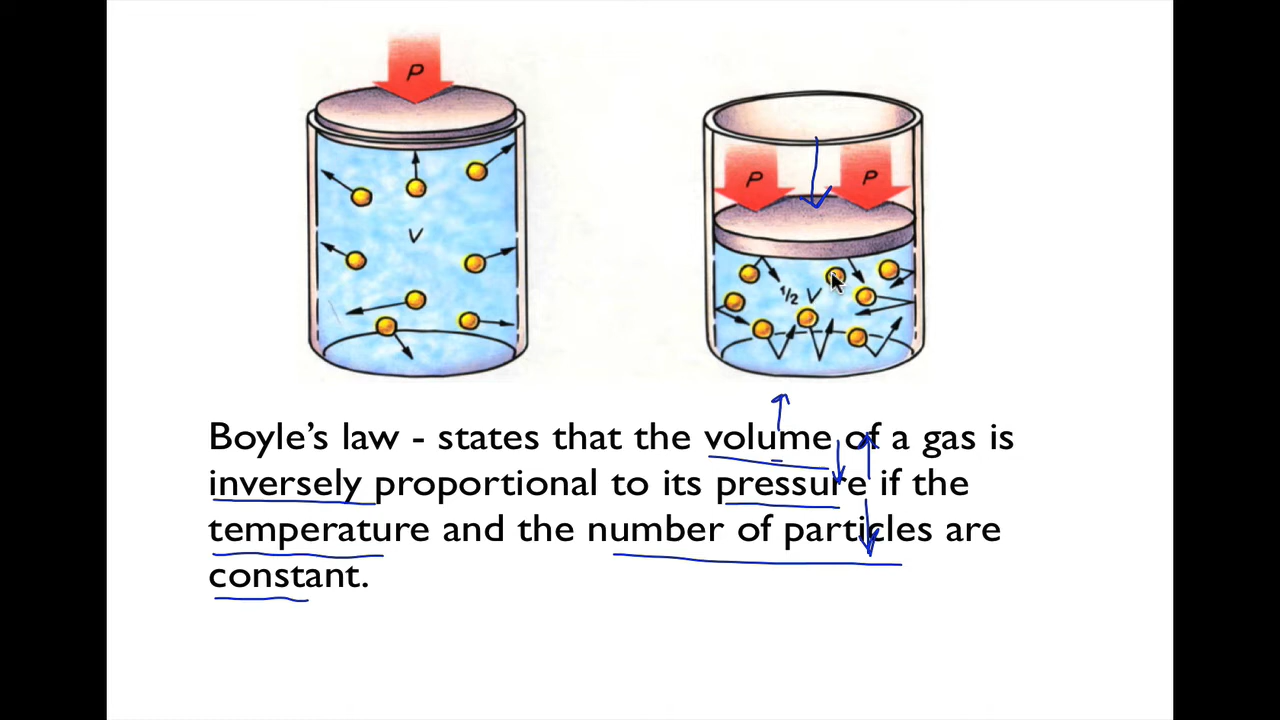 P
P
P
V
1/2 V
Boyle's law - states that the volume of a gas is
inversely proportional to its pressure if the
temperature and the number of particles are
constant.